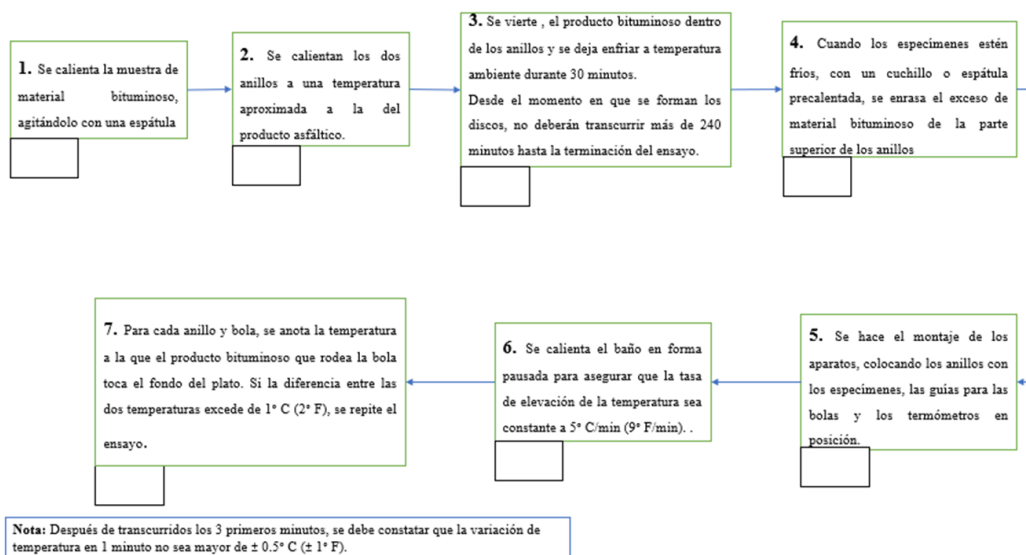 1. Se calienta la muestra de
material bituminoso,
agitándolo con una espátula
2. Se calientan los dos
anillos a una temperatura
aproximada a la del
producto asfáltico.
3. Se vierte , el producto bituminoso dentro
de los anillos y se deja enfriar a temperatura
ambiente durante 30 minutos.
Desde el momento en que se forman los
discos, no deberán transcurrir más de 240
minutos hasta la terminación del ensayo.
4. Cuando los especímenes estén
fríos, con un cuchillo o espátula
precalentada, se enrasa el exceso de
material bituminoso de la parte
superior de los anillos
5. Se hace el montaje de los
aparatos, colocando los anillos con
los especimenes, las guías para las
bolas y los termómetros en
posición.
6. Se calienta el baño en forma
pausada para asegurar que la tasa
de elevación de la temperatura sea
constante a 5° C/min (9° F/min). .
7. Para cada anillo y bola, se anota la temperatura
a la que el producto bituminoso que rodea la bola
toca el fondo del plato. Si la diferencia entre las
dos temperaturas excede de 1° C (2° F), se repite el
ensayo.
Nota: Después de transcurridos los 3 primeros minutos, se debe constatar que la variación de
temperatura en 1 minuto no sea mayor de ± 0.5° C (± 1° F).